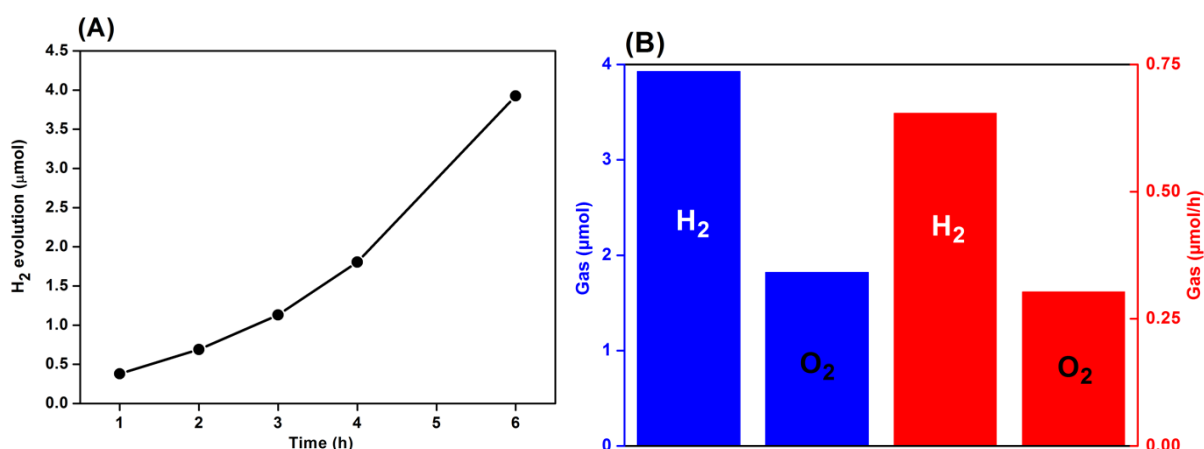 (A)
4.5
4.0
3.5
3.0
2.5
2.0
1.5
1.0
0.5
0.0
H₂ evolution (μmol)
1 2 3 4 5 6
Time (h)
(B)
4
3
2
1
0
Gas (μmol)
H₂
O₂
H₂
O₂
0.75
0.50
0.25
0.00
Gas (μmol/h)